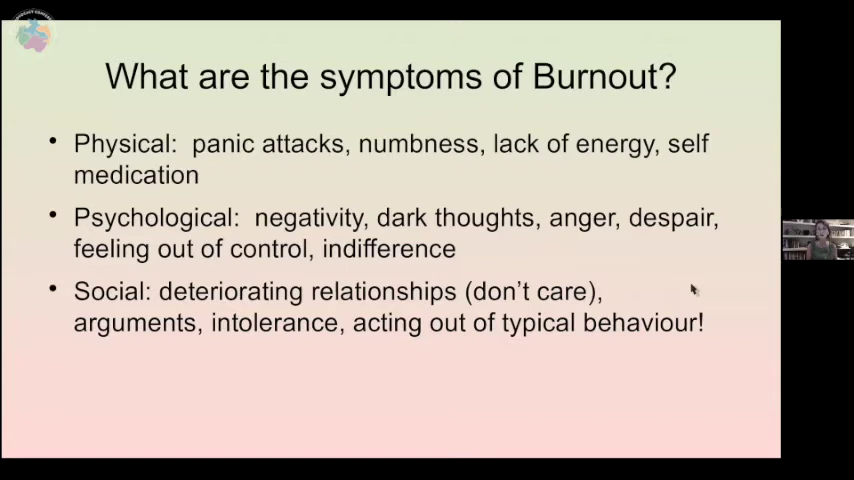 What are the symptoms of Burnout?
• Physical: panic attacks, numbness, lack of energy, self
medication
• Psychological: negativity, dark thoughts, anger, despair,
feeling out of control, indifference
• Social: deteriorating relationships (don't care),
arguments, intolerance, acting out of typical behaviour!